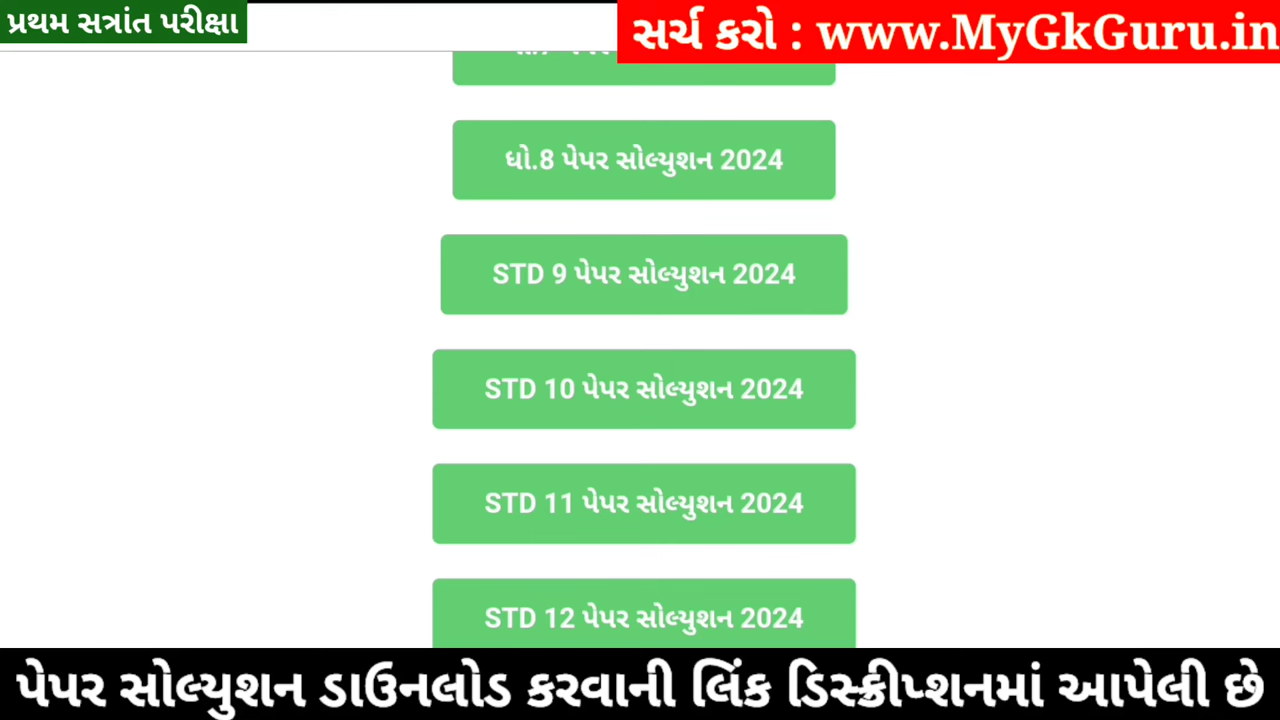 પ્રથમ સત્રાંત પરીક્ષા
સર્ચ કરો : www.MyGkGuru.in
ધો.8 પેપર સોલ્યુશન 2024
STD 9 પેપર સોલ્યુશન 2024
STD 10 પેપર સોલ્યુશન 2024
STD 11 પેપર સોલ્યુશન 2024
STD 12 પેપર સોલ્યુશન 2024
પેપર સોલ્યુશન ડાઉનલોડ કરવાની લિંક ડિસ્ક્રીપ્શનમાં આપેલી છે